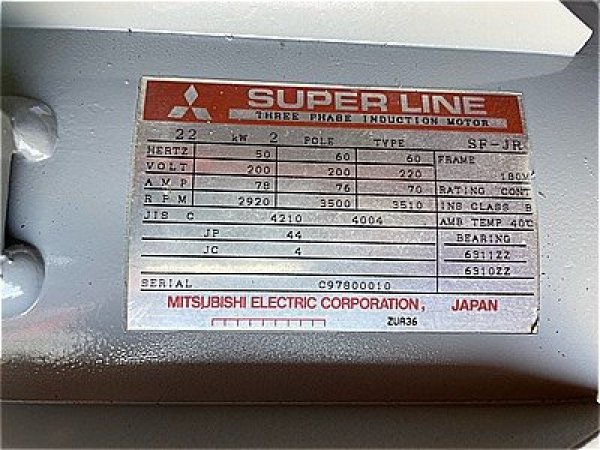 SUPER LINE
THREE PHASE INDUCTION MOTOR
22 kW 2 POLE TYPE SF-JR
HERTZ 50 60 60 FRAME
VOLT 200 200 220 180M
AMP 78 76 70 RATING CONT
RPM 2920 3500 3510 INS CLASS B
JIS C 4210 4004 AMB TEMP 40℃
JP 44 BEARING
JC 4 6311ZZ
6310ZZ
SERIAL C97800010
MITSUBISHI ELECTRIC CORPORATION, JAPAN
ZUA36